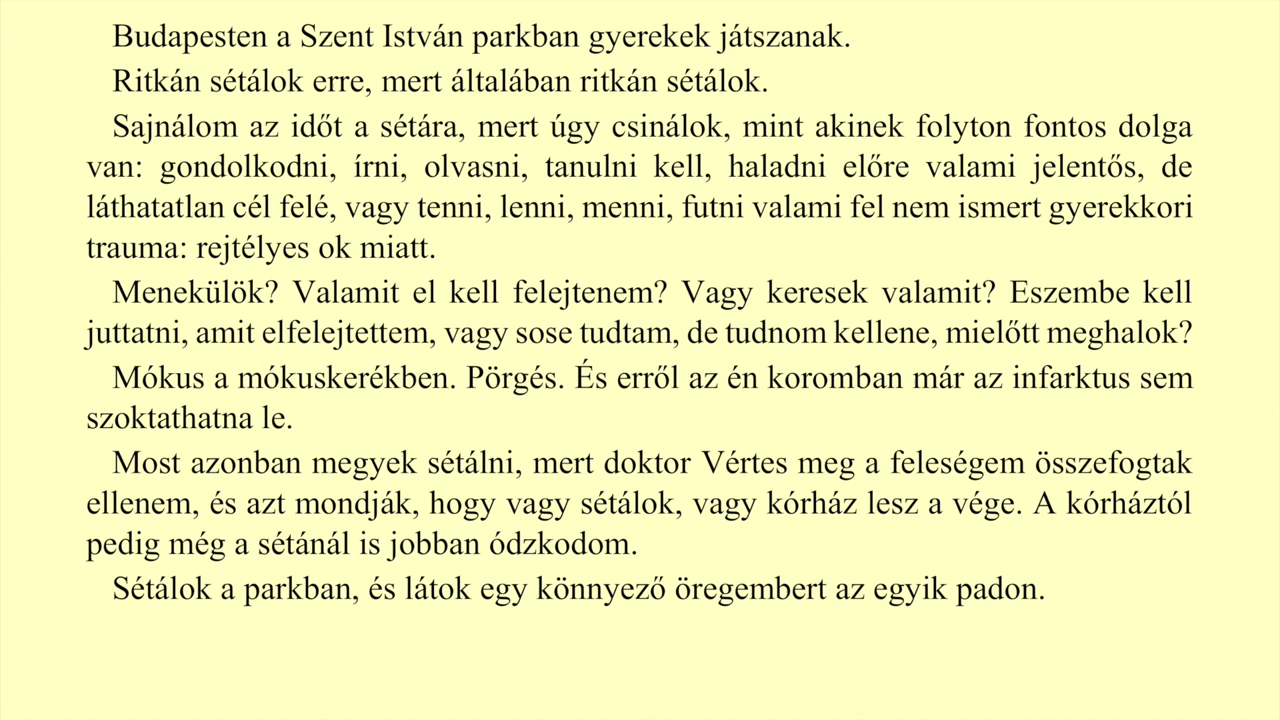 Budapesten a Szent István parkban gyerekek játszanak.
Ritkán sétálok erre, mert általában ritkán sétálok.
Sajnálom az időt a sétára, mert úgy csinálok, mint akinek folyton fontos dolga
van: gondolkodni, írni, olvasni, tanulni kell, haladni előre valami jelentős, de
láthatatlan cél felé, vagy tenni, lenni, menni, futni valami fel nem ismert gyerekkori
trauma: rejtélyes ok miatt.
Menekülök? Valamit el kell felejtenem? Vagy keresek valamit? Eszembe kell
juttatni, amit elfelejtettem, vagy sose tudtam, de tudnom kellene, mielőtt meghalok?
Mókus a mókuskerékben. Pörgés. És erről az én koromban már az infarktus sem
szoktathatna le.
Most azonban megyek sétálni, mert doktor Vértes meg a feleségem összefogtak
ellenem, és azt mondják, hogy vagy sétálok, vagy kórház lesz a vége. A kórháztól
pedig még a sétánál is jobban ódzkodom.
Sétálok a parkban, és látok egy könnyező öregembert az egyik padon.